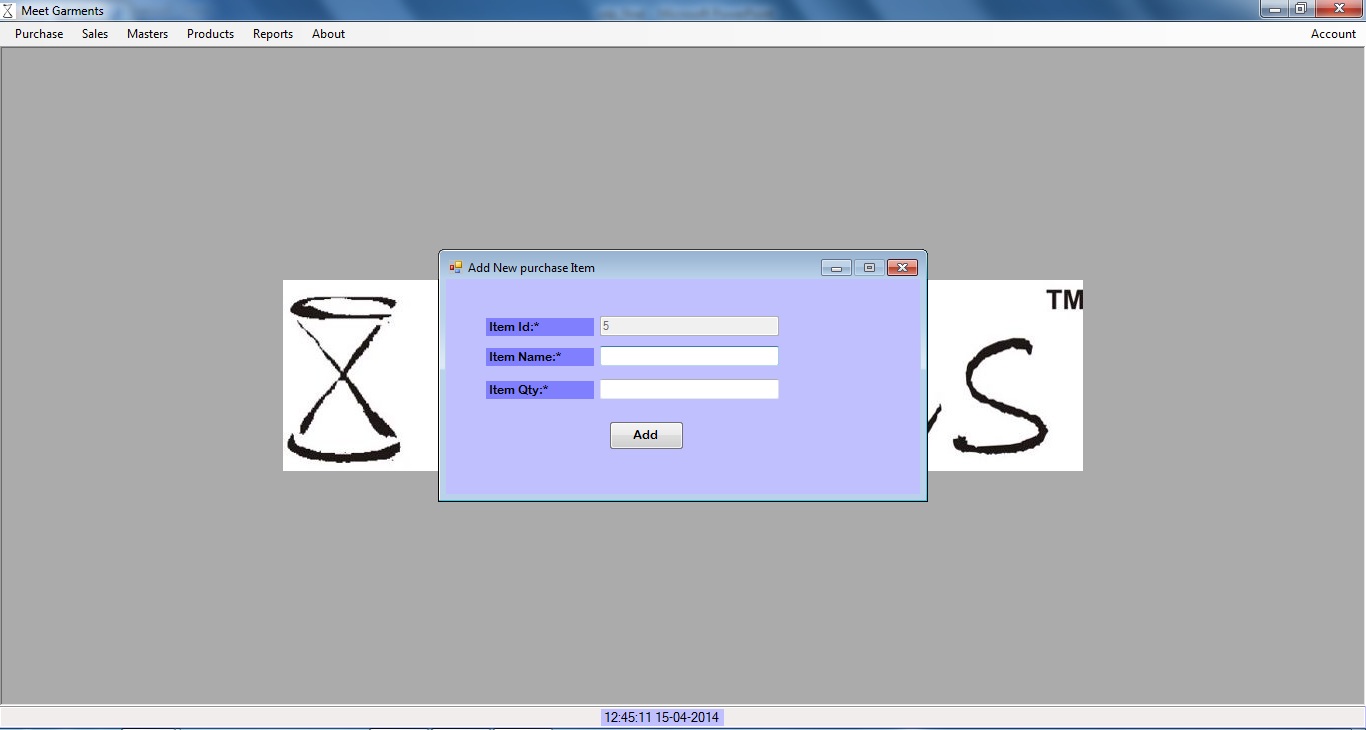 Meet Garments
Purchase Sales Masters Products Reports About Account
Add New purchase Item
TM
Item Id:* 5
Item Name:*
Item Qty:*
Add
S
12:45:11 15-04-2014